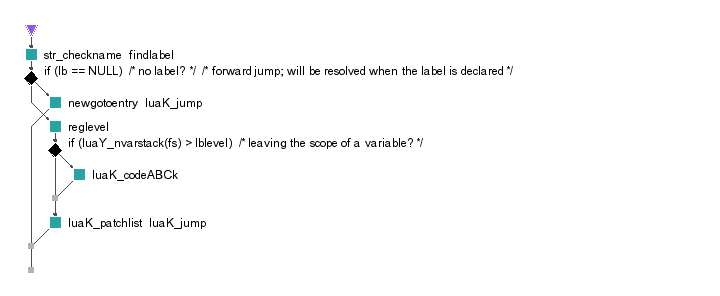 str_checkname findlabel
if (lb == NULL) /* no label? */ /* forward jump; will be resolved when the label is declared */
newgotoentry luaK_jump
reglevel
if (luaY_nvarstack(fs) > lblevel) /* leaving the scope of a variable? */
luaK_codeABCk
luaK_patchlist luaK_jump